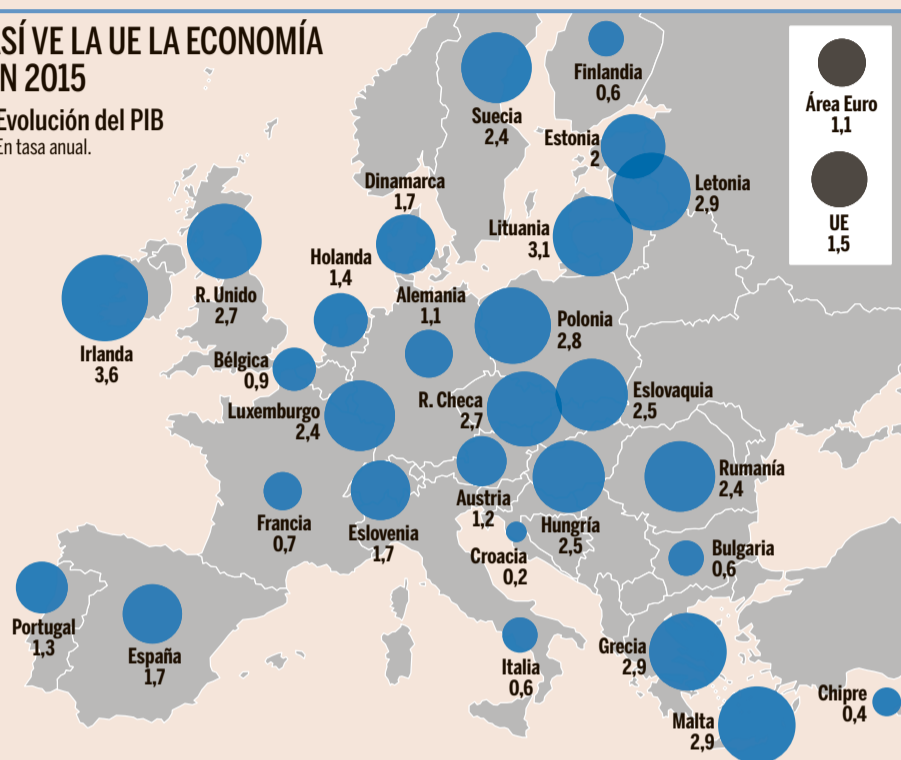 SÍ VE LA UE LA ECONOMÍA
N 2015
Evolución del PIB
En tasa anual.
Finlandia
0,6
Suecia
2,4
Área Euro
1,1
UE
1,5
Estonia
2
Letonia
2,9
Lituania
3,1
Dinamarca
1,7
Holanda
1,4
R. Unido
2,7
Irlanda
3,6
Alemania
1,1
Polonia
2,8
Bélgica
0,9
Luxemburgo
2,4
R. Checa
2,7
Eslovaquia
2,5
Rumanía
2,4
Austria
1,2
Hungría
2,5
Francia
0,7
Eslovenia
1,7
Croacia
0,2
Bulgaria
0,6
Portugal
1,3
España
1,7
Italia
0,6
Grecia
2,9
Malta
2,9
Chipre
0,4